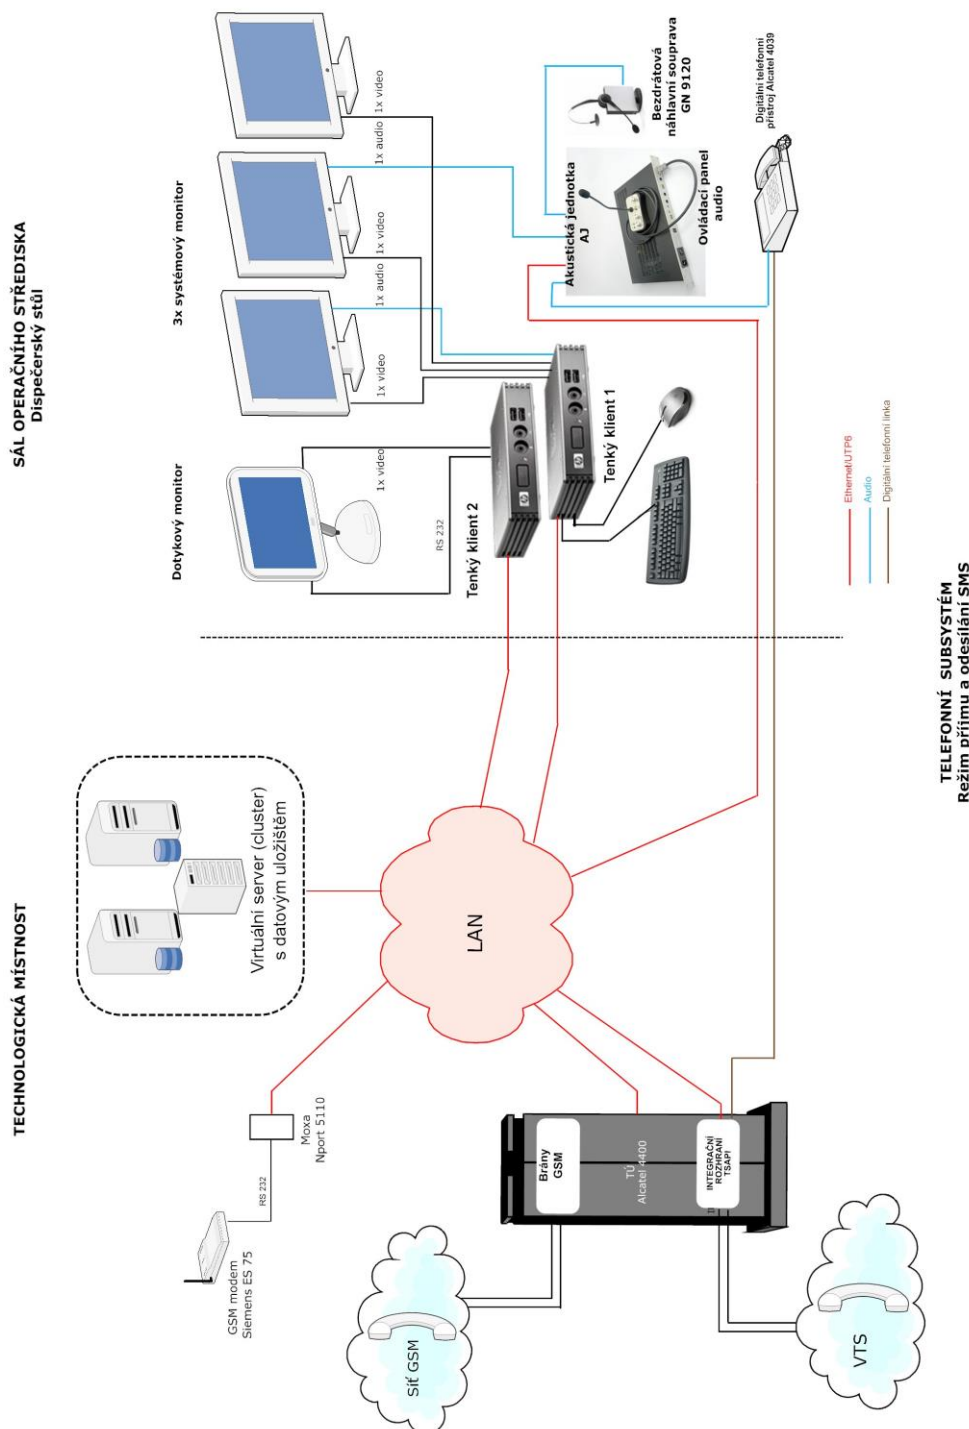 TECHNOLOGICKÁ MÍSTNOST
SÁL OPERAČNÍHO STŘEDISKA
Dispečerský stůl
Dotykový monitor
3x systémový monitor
1x video
1x video
1x audio
1x video
1x audio
1x video
RS 232
Tenký klient 2
Tenký klient 1
Akustická jednotka
AJ
Ovládací panel
audio
Bezdrátová
náhlavní souprava
GN 9120
Digitální telefonní
přístroj Alcatel 4039
Virtuální server (cluster)
s datovým uložištěm
GSM modem
Siemens ES 75
RS 232
Moxa
Nport 5110
LAN
Síť GSM
Brány
GSM
TÚ
Alcatel 4400
INTEGRAČNÍ
ROZHRANÍ
TSAPI
VTS
Ethernet/UTP6
Audio
Digitální telefonní linka
TELEFONNÍ SUBSYSTÉM
Režim příjmu a odesílání SMS